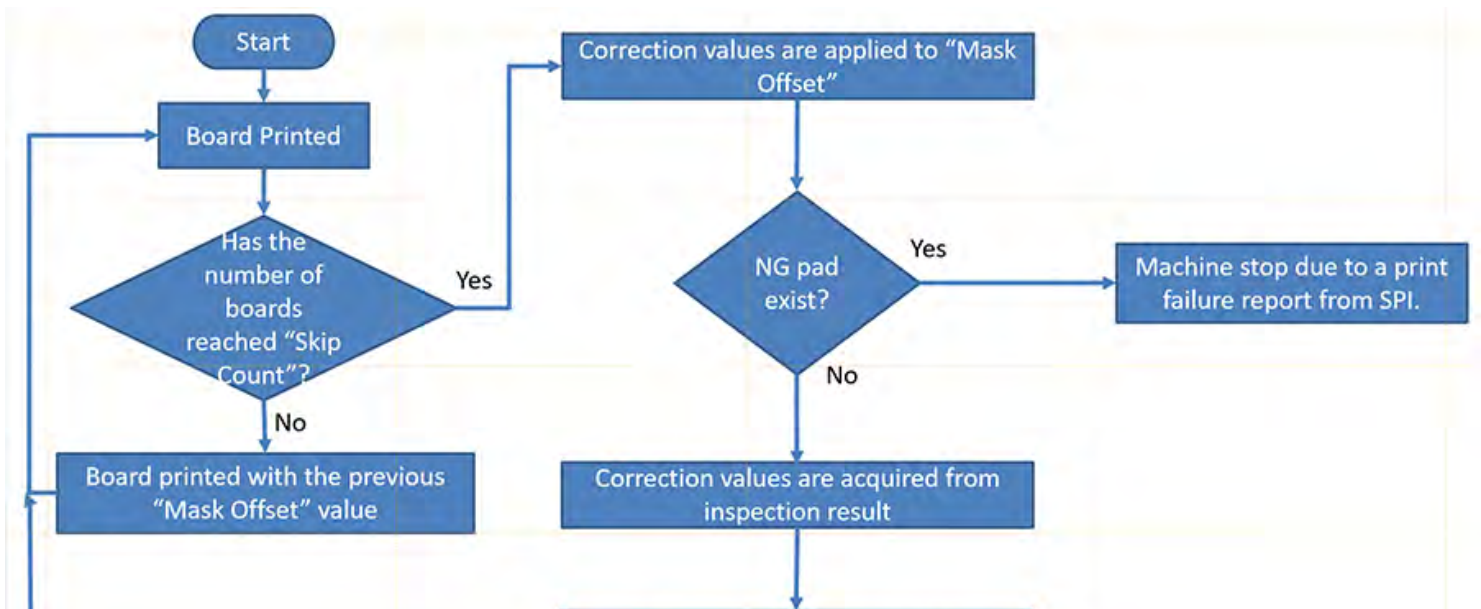 Start
Board Printed
Has the
number of
boards
reached “Skip
Count”?
Yes
No
Board printed with the previous
“Mask Offset” value
Correction values are applied to “Mask
Offset”
NG pad
exist?
Yes
Machine stop due to a print
failure report from SPI.
No
Correction values are acquired from
inspection result